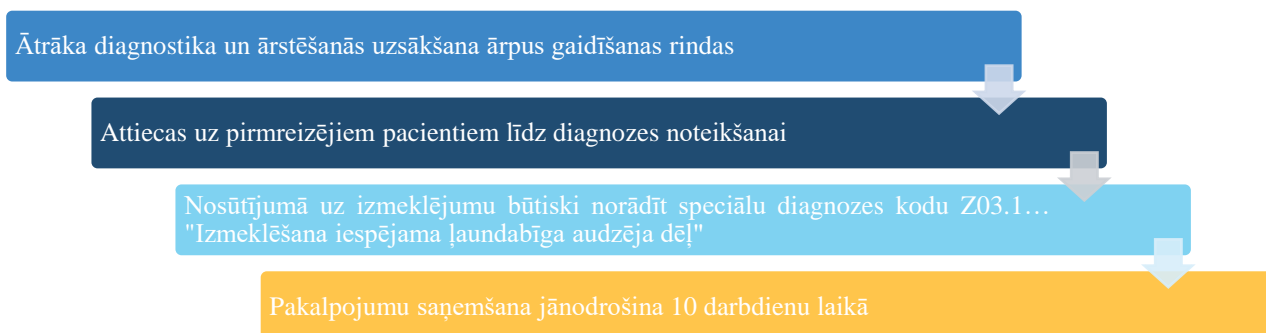 Ātrāka diagnostika un ārstēšanās uzsākšana ārpus gaidīšanas rindas
Attiecas uz pirmreizējiem pacientiem līdz diagnozes noteikšanai
Nosūtījumā uz izmeklējumu būtiski norādīt speciālu diagnozes kodu Z03.1…
"Izmeklēšana iespējama ļaundabīga audzēja dēļ"
Pakalpojumu saņemšana jānodrošina 10 darbdienu laikā